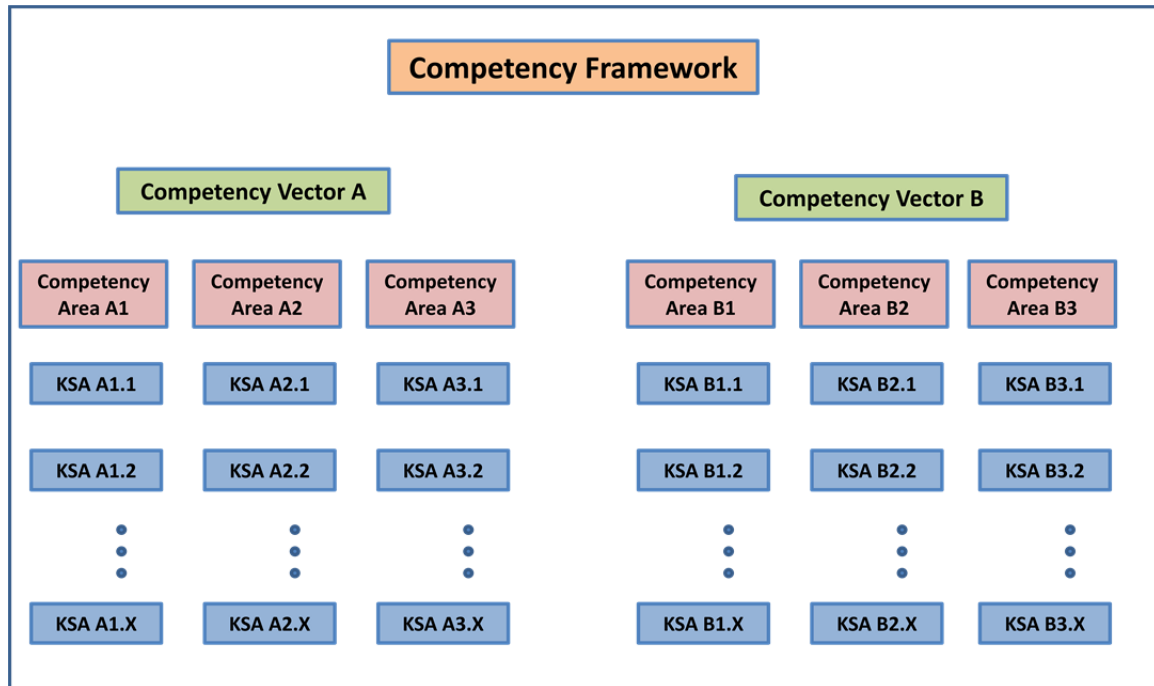 Competency Framework
Competency Vector A
Competency Vector B
Competency
Area A1
Competency
Area A2
Competency
Area A3
Competency
Area B1
Competency
Area B2
Competency
Area B3
KSA A1.1
KSA A2.1
KSA A3.1
KSA B1.1
KSA B2.1
KSA B3.1
KSA A1.2
KSA A2.2
KSA A3.2
KSA B1.2
KSA B2.2
KSA B3.2
KSA A1.X
KSA A2.X
KSA A3.X
KSA B1.X
KSA B2.X
KSA B3.X